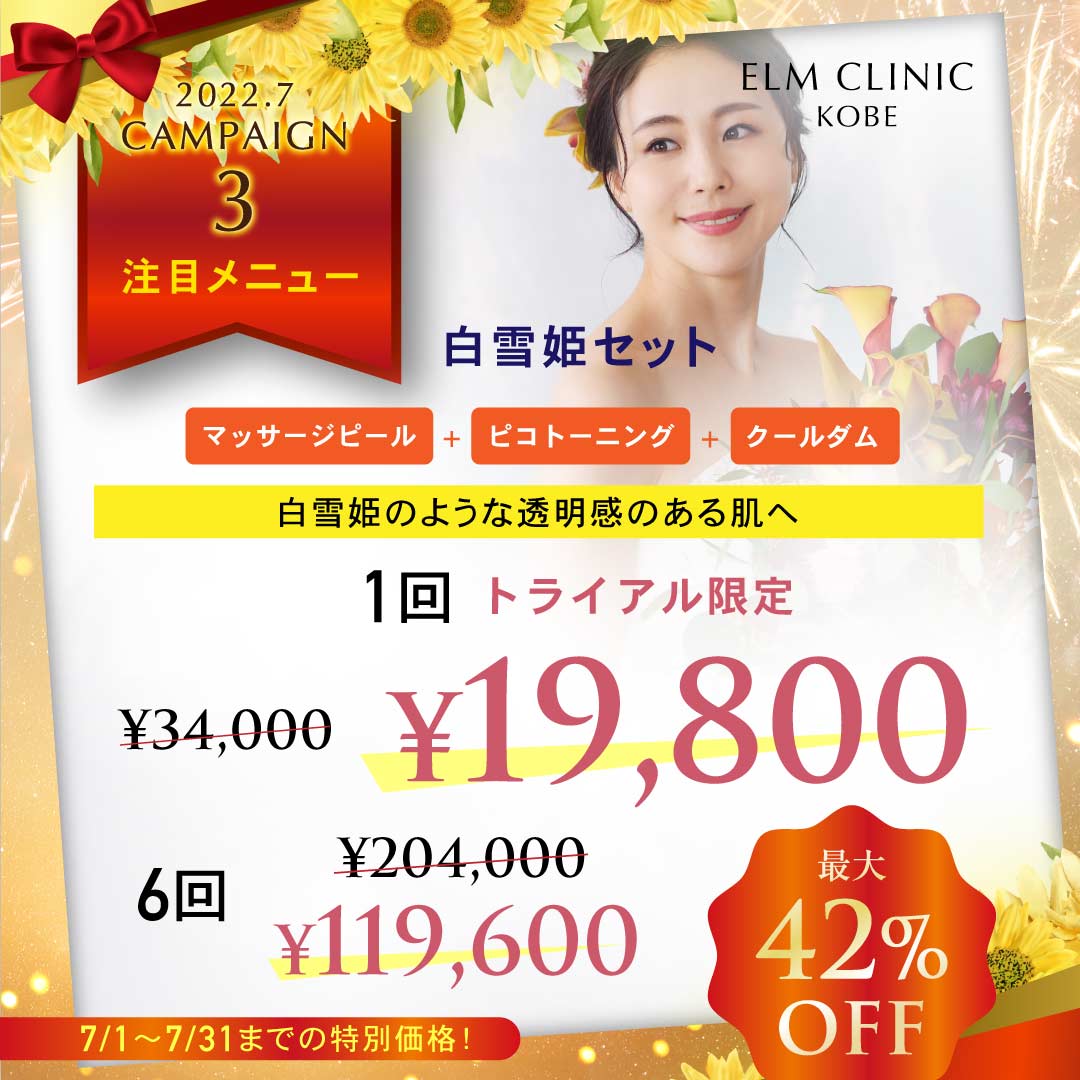 2022.7
CAMPAIGN
3
注目メニュー
ELM CLINIC
KOBE
白雪姫セット
マッサージピール + ピコトーニング + クールダム
白雪姫のような透明感のある肌へ
1回 トライアル限定
¥34,000 ¥19,800
6回 ¥204,000
¥119,600
最大
42%
OFF
7/1～7/31までの特別価格！